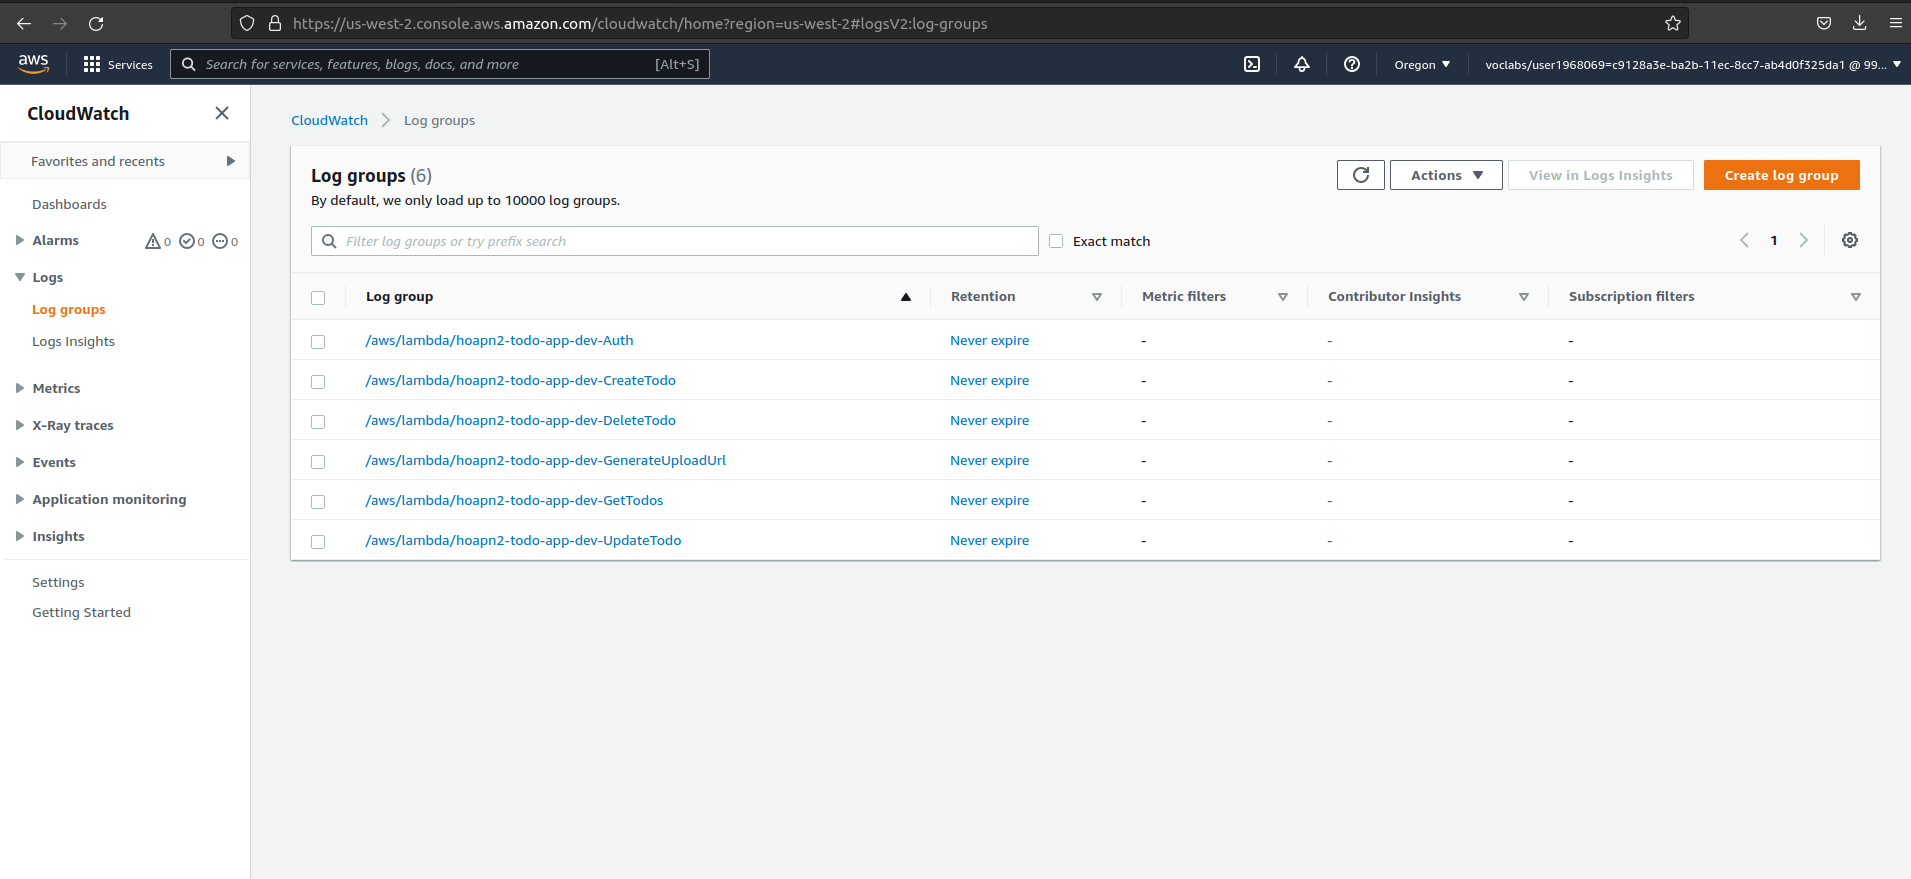 https://us-west-2.console.aws.amazon.com/cloudwatch/home?region=us-west-2#logsV2:log-groups
aws Services Search for services, features, blogs, docs, and more [Alt+S] Oregon voclabs/user1968069=c9128a3e-ba2b-11ec-8cc7-ab4d0f325da1 @ 99...
CloudWatch
Favorites and recents
Dashboards
Alarms 0 0 0
Logs
Log groups
Logs Insights
Metrics
X-Ray traces
Events
Application monitoring
Insights
Settings
Getting Started
CloudWatch Log groups
Log groups (6)
By default, we only load up to 10000 log groups.
Actions View in Logs Insights Create log group
Filter log groups or try prefix search Exact match 1
Log group Retention Metric filters Contributor Insights Subscription filters
/aws/lambda/hoapn2-todo-app-dev-Auth Never expire - - -
/aws/lambda/hoapn2-todo-app-dev-CreateTodo Never expire - - -
/aws/lambda/hoapn2-todo-app-dev-DeleteTodo Never expire - - -
/aws/lambda/hoapn2-todo-app-dev-GenerateUploadUrl Never expire - - -
/aws/lambda/hoapn2-todo-app-dev-GetTodos Never expire - - -
/aws/lambda/hoapn2-todo-app-dev-UpdateTodo Never expire - - -